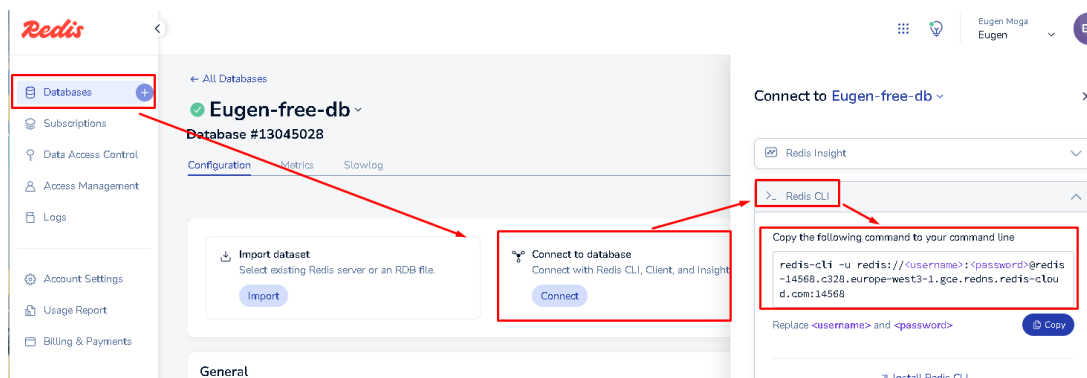 Redis
Eugen Moga
Eugen
Databases
Subscriptions
Data Access Control
Access Management
Logs
Account Settings
Usage Report
Billing & Payments
← All Databases
Eugen-free-db
Database #13045028
Configuration Metrics Slowlog
Import dataset
Select existing Redis server or an RDB file.
Import
Connect to database
Connect with Redis CLI, Client, and Insight
Connect
General
Connect to Eugen-free-db
Redis Insight
>_ Redis CLI
Copy the following command to your command line
redis-cli -u redis://<username>:<password>@redis
-14568.c328.europe-west3-1.gce.redns.redis-clou
d.com:14568
Replace <username> and <password>
Copy
Install Redis CLI